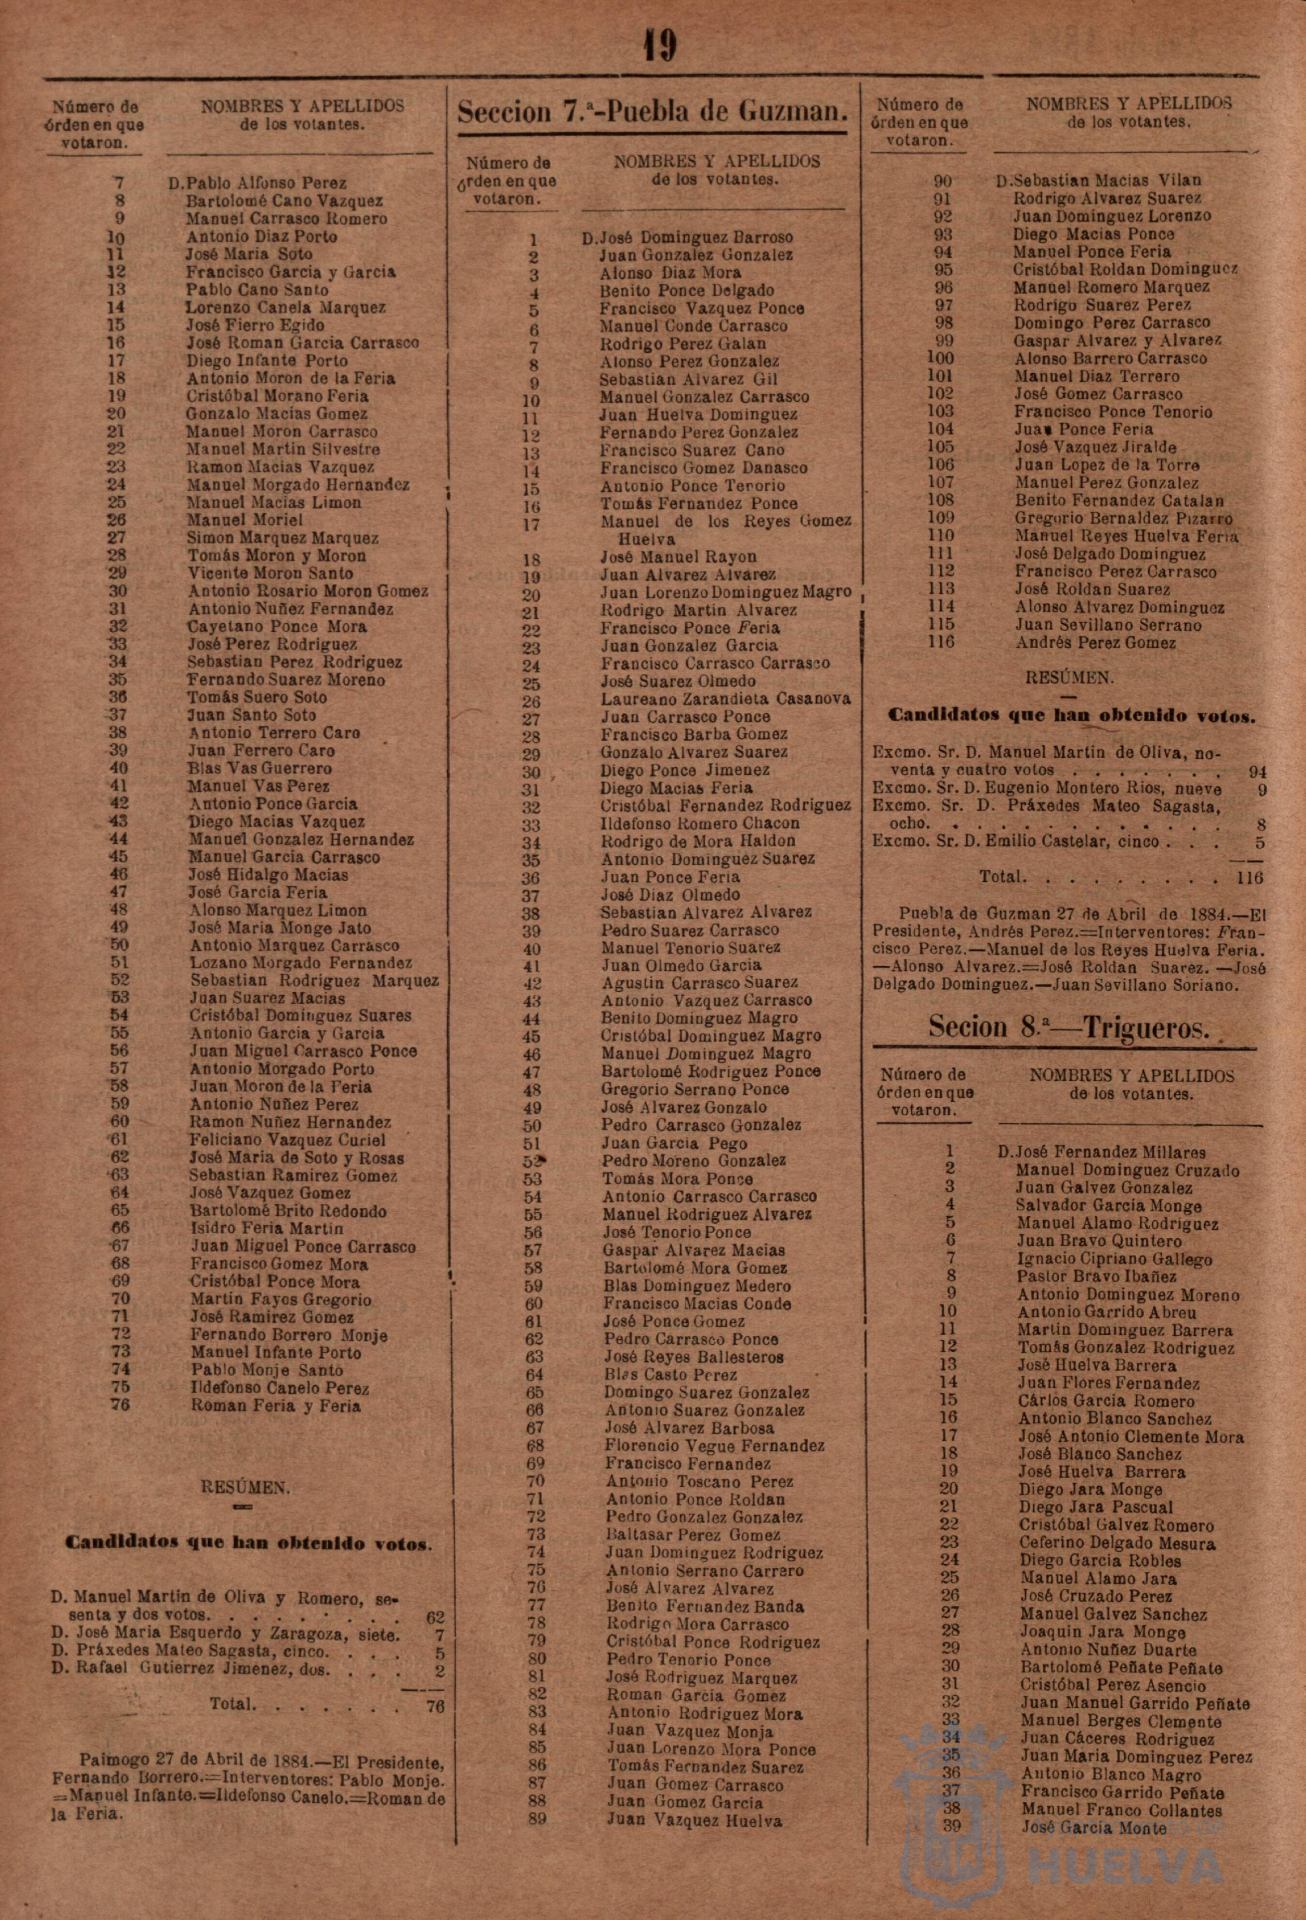 19
Número de
órden en que
votaron.
NOMBRES Y APELLIDOS
de los votantes.
7 D. Pablo Alfonso Perez
8 Bartolomé Cano Vazquez
9 Manuel Carrasco Romero
10 Antonio Diaz Porto
11 José Maria Soto
12 Francisco Garcia y Garcia
13 Pablo Cano Santo
14 Lorenzo Canela Marquez
15 José Fierro Egido
16 José Roman Garcia Carrasco
17 Diego Infante Porto
18 Antonio Moron de la Feria
19 Cristóbal Morano Feria
20 Gonzalo Macias Gomez
21 Manuel Moron Carrasco
22 Manuel Martin Silvestre
23 Ramon Macias Vazquez
24 Manuel Morgado Hernandez
25 Manuel Macias Limon
26 Manuel Moriel
27 Simon Marquez Marquez
28 Tomás Moron y Moron
29 Vicente Moron Santo
30 Antonio Rosario Moron Gomez
31 Antonio Nuñez Fernandez
32 Cayetano Ponce Mora
33 José Perez Rodriguez
34 Sebastian Perez Rodriguez
35 Fernando Suarez Moreno
36 Tomás Suero Soto
37 Juan Santo Soto
38 Antonio Terrero Caro
39 Juan Ferrero Caro
40 Blas Vas Guerrero
41 Manuel Vas Perez
42 Antonio Ponce Garcia
43 Diego Macias Vazquez
44 Manuel Gonzalez Hernandez
45 Manuel Garcia Carrasco
46 José Hidalgo Macias
47 José Garcia Feria
48 Alonso Marquez Limon
49 José Maria Monge Jato
50 Antonio Marquez Carrasco
51 Lozano Morgado Fernandez
52 Sebastian Rodriguez Marquez
53 Juan Suarez Macias
54 Cristóbal Dominguez Suares
55 Antonio Garcia y Garcia
56 Juan Miguel Carrasco Ponce
57 Antonio Morgado Porto
58 Juan Moron de la Feria
59 Antonio Nuñez Perez
60 Ramon Nuñez Hernandez
61 Feliciano Vazquez Curiel
62 José Maria de Soto y Rosas
63 Sebastian Ramirez Gomez
64 José Vazquez Gomez
65 Bartolomé Brito Redondo
66 Isidro Feria Martin
67 Juan Miguel Ponce Carrasco
68 Francisco Gomez Mora
69 Cristóbal Ponce Mora
70 Martin Fayos Gregorio
71 José Ramirez Gomez
72 Fernando Borrero Monje
73 Manuel Infante Porto
74 Pablo Monje Santo
75 Ildefonso Canelo Perez
76 Roman Feria y Feria
RESÚMEN.
Candidatos que han obtenido votos.
D. Manuel Martin de Oliva y Romero, se-
senta y dos votos. . . . . . . . . 62
D. José Maria Esquerdo y Zaragoza, siete. 7
D. Práxedes Mateo Sagasta, cinco. . . . 5
D. Rafael Gutierrez Jimenez, dos. . . . 2
Total. . . . . . . 76
Paimogo 27 de Abril de 1884.—El Presidente,
Fernando Borrero.=Interventores: Pablo Monje.
=Manuel Infante.=Ildefonso Canelo.=Roman de
la Feria.
Seccion 7.ª-Puebla de Guzman.
Número de
órden en que
votaron.
NOMBRES Y APELLIDOS
de los votantes.
1 D. José Dominguez Barroso
2 Juan Gonzalez Gonzalez
3 Alonso Diaz Mora
4 Benito Ponce Delgado
5 Francisco Vazquez Ponce
6 Manuel Conde Carrasco
7 Rodrigo Perez Galan
8 Alonso Perez Gonzalez
9 Sebastian Alvarez Gil
10 Manuel Gonzalez Carrasco
11 Juan Huelva Dominguez
12 Fernando Perez Gonzalez
13 Francisco Suarez Cano
14 Francisco Gomez Danasco
15 Antonio Ponce Tenorio
16 Tomás Fernandez Ponce
17 Manuel de los Reyes Gomez
Huelva
18 José Manuel Rayon
19 Juan Alvarez Alvarez
20 Juan Lorenzo Dominguez Magro
21 Rodrigo Martin Alvarez
22 Francisco Ponce Feria
23 Juan Gonzalez Garcia
24 Francisco Carrasco Carrasco
25 José Suarez Olmedo
26 Laureano Zarandieta Casanova
27 Juan Carrasco Ponce
28 Francisco Barba Gomez
29 Gonzalo Alvarez Suarez
30 Diego Ponce Jimenez
31 Diego Macias Feria
32 Cristóbal Fernandez Rodriguez
33 Ildefonso Romero Chacon
34 Rodrigo de Mora Haldon
35 Antonio Dominguez Suarez
36 Juan Ponce Feria
37 José Diaz Olmedo
38 Sebastian Alvarez Alvarez
39 Pedro Suarez Carrasco
40 Manuel Tenorio Suarez
41 Juan Olmedo Garcia
42 Agustin Carrasco Suarez
43 Antonio Vazquez Carrasco
44 Benito Dominguez Magro
45 Cristóbal Dominguez Magro
46 Manuel Dominguez Magro
47 Bartolomé Rodriguez Ponce
48 Gregorio Serrano Ponce
49 José Alvarez Gonzalo
50 Pedro Carrasco Gonzalez
51 Juan Garcia Pego
52 Pedro Moreno Gonzalez
53 Tomás Mora Ponce
54 Antonio Carrasco Carrasco
55 Manuel Rodriguez Alvarez
56 José Tenorio Ponce
57 Gaspar Alvarez Macias
58 Bartolomé Mora Gomez
59 Blas Dominguez Medero
60 Francisco Macias Conde
61 José Ponce Gomez
62 Pedro Carrasco Ponce
63 José Reyes Ballesteros
64 Blas Casto Perez
65 Domingo Suarez Gonzalez
66 Antonio Suarez Gonzalez
67 José Alvarez Barbosa
68 Florencio Vegue Fernandez
69 Francisco Fernandez
70 Antonio Toscano Perez
71 Antonio Ponce Roldan
72 Pedro Gonzalez Gonzalez
73 Baltasar Perez Gomez
74 Juan Dominguez Rodriguez
75 Antonio Serrano Carrero
76 José Alvarez Alvarez
77 Benito Fernandez Banda
78 Rodrigo Mora Carrasco
79 Cristóbal Ponce Rodriguez
80 Pedro Tenorio Ponce
81 José Rodriguez Marquez
82 Roman Garcia Gomez
83 Antonio Rodriguez Mora
84 Juan Vazquez Monja
85 Juan Lorenzo Mora Ponce
86 Tomás Fernandez Suarez
87 Juan Gomez Carrasco
88 Juan Gomez Garcia
89 Juan Vazquez Huelva
Número de
órden en que
votaron.
NOMBRES Y APELLIDOS
de los votantes.
90 D. Sebastian Macias Vilan
91 Rodrigo Alvarez Suarez
92 Juan Dominguez Lorenzo
93 Diego Macias Ponce
94 Manuel Ponce Feria
95 Cristóbal Roldan Dominguez
96 Manuel Romero Marquez
97 Rodrigo Suarez Perez
98 Domingo Perez Carrasco
99 Gaspar Alvarez y Alvarez
100 Alonso Barrero Carrasco
101 Manuel Diaz Terrero
102 José Gomez Carrasco
103 Francisco Ponce Tenorio
104 Juan Ponce Feria
105 José Vazquez Jiralde
106 Juan Lopez de la Torre
107 Manuel Perez Gonzalez
108 Benito Fernandez Catalan
109 Gregorio Bernaldez Pizarro
110 Manuel Reyes Huelva Feria
111 José Delgado Dominguez
112 Francisco Perez Carrasco
113 José Roldan Suarez
114 Alonso Alvarez Dominguez
115 Juan Sevillano Serrano
116 Andrés Perez Gomez
RESÚMEN.
Candidatos que han obtenido votos.
Excmo. Sr. D. Manuel Martin de Oliva, no-
venta y cuatro votos . . . . . . . 94
Excmo. Sr. D. Eugenio Montero Rios, nueve 9
Excmo. Sr. D. Práxedes Mateo Sagasta,
ocho. . . . . . . . . . . . . 8
Excmo. Sr. D. Emilio Castelar, cinco . . . 5
Total. . . . . . . . . 116
Puebla de Guzman 27 de Abril de 1884.—El
Presidente, Andrés Perez.=Interventores: Fran-
cisco Perez.—Manuel de los Reyes Huelva Feria.
—Alonso Alvarez.=José Roldan Suarez.—José
Delgado Dominguez.—Juan Sevillano Soriano.
Secion 8.ª—Trigueros.
Número de
órden en que
votaron.
NOMBRES Y APELLIDOS
de los votantes.
1 D. José Fernandez Millares
2 Manuel Dominguez Cruzado
3 Juan Galvez Gonzalez
4 Salvador Garcia Monge
5 Manuel Alamo Rodriguez
6 Juan Bravo Quintero
7 Ignacio Cipriano Gallego
8 Pastor Bravo Ibañez
9 Antonio Dominguez Moreno
10 Antonio Garrido Abreu
11 Martin Dominguez Barrera
12 Tomás Gonzalez Rodriguez
13 José Huelva Barrera
14 Juan Flores Fernandez
15 Cárlos Garcia Romero
16 Antonio Blanco Sanchez
17 José Antonio Clemente Mora
18 José Blanco Sanchez
19 José Huelva Barrera
20 Diego Jara Monge
21 Diego Jara Pascual
22 Cristóbal Galvez Romero
23 Ceferino Delgado Mesura
24 Diego Garcia Robles
25 Manuel Alamo Jara
26 José Cruzado Perez
27 Manuel Galvez Sanchez
28 Joaquin Jara Monge
29 Antonio Nuñez Duarte
30 Bartolomé Peñate Peñate
31 Cristóbal Perez Asencio
32 Juan Manuel Garrido Peñate
33 Manuel Berges Clemente
34 Juan Cáceres Rodriguez
35 Juan Maria Dominguez Perez
36 Antonio Blanco Magro
37 Francisco Garrido Peñate
38 Manuel Franco Collantes
39 José Garcia Monte
HUELVA